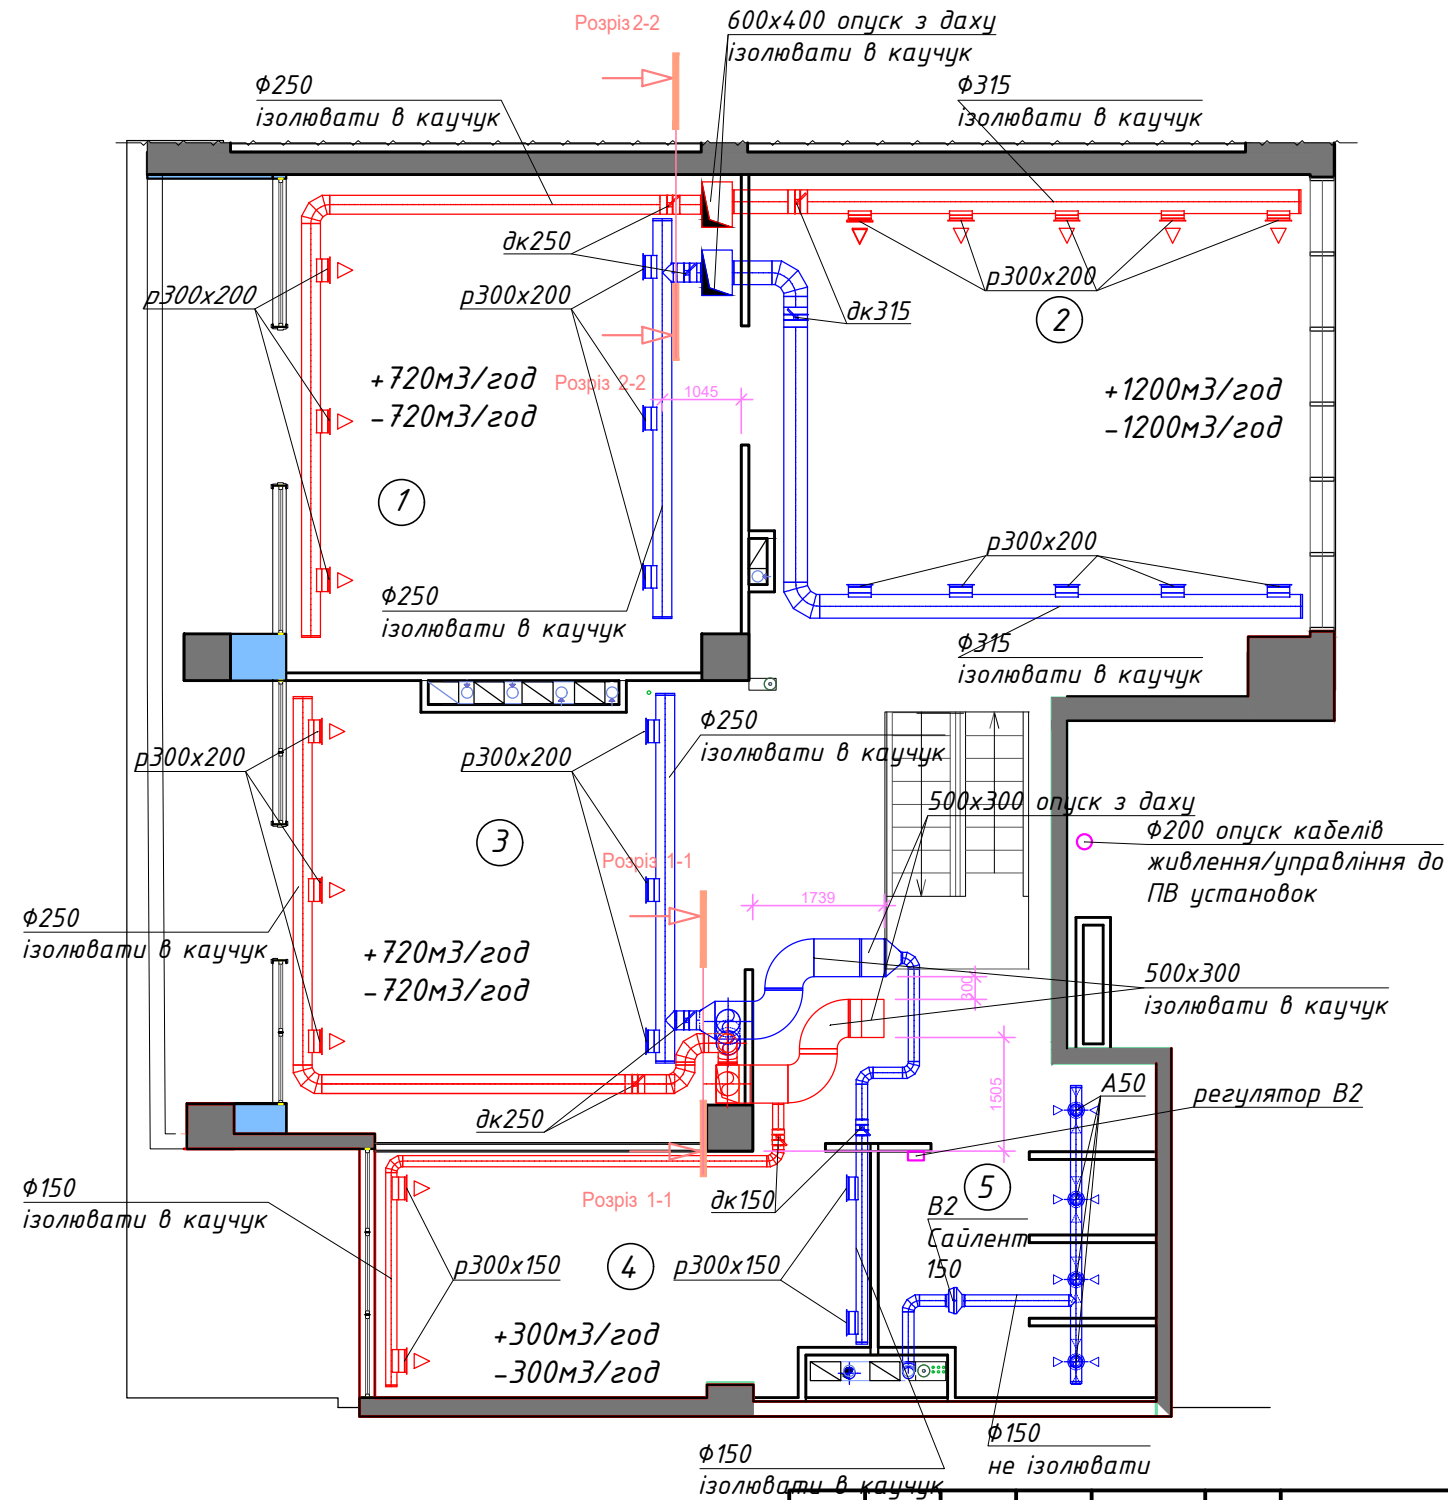 Розріз 2-2
600х400 опуск з даху
ізолювати в каучук
Ф250
ізолювати в каучук
Ф315
ізолювати в каучук
дк250
р300х200
р300х200
р300х200
дк315
2
+720м3/год
-720м3/год
Розріз 2-2
1045
+1200м3/год
-1200м3/год
1
р300х200
Ф250
ізолювати в каучук
Ф315
ізолювати в каучук
Ф250
ізолювати в каучук
р300х200
р300х200
500х300 опуск з даху
3
Ф200 опуск кабелів
живлення/управління до
ПВ установок
Розріз 1-1
1739
Ф250
ізолювати в каучук
+720м3/год
-720м3/год
300
500х300
ізолювати в каучук
1505
А50
регулятор В2
дк250
Ф150
ізолювати в каучук
Розріз 1-1
дк150
5
В2
Сайлент
150
р300х150
4
р300х150
+300м3/год
-300м3/год
Ф150
ізолювати в каучук
Ф150
не ізолювати